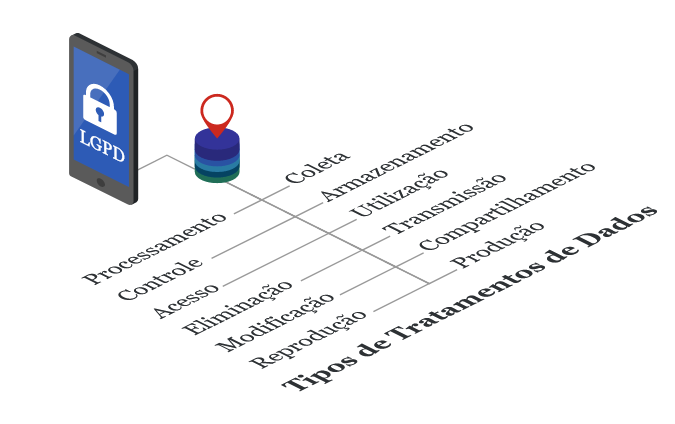 LGPD
Processamento
Coleta
Controle
Armazenamento
Acesso
Utilização
Eliminação
Transmissão
Modificação
Compartilhamento
Reprodução
Produção
Tipos de Tratamentos de Dados